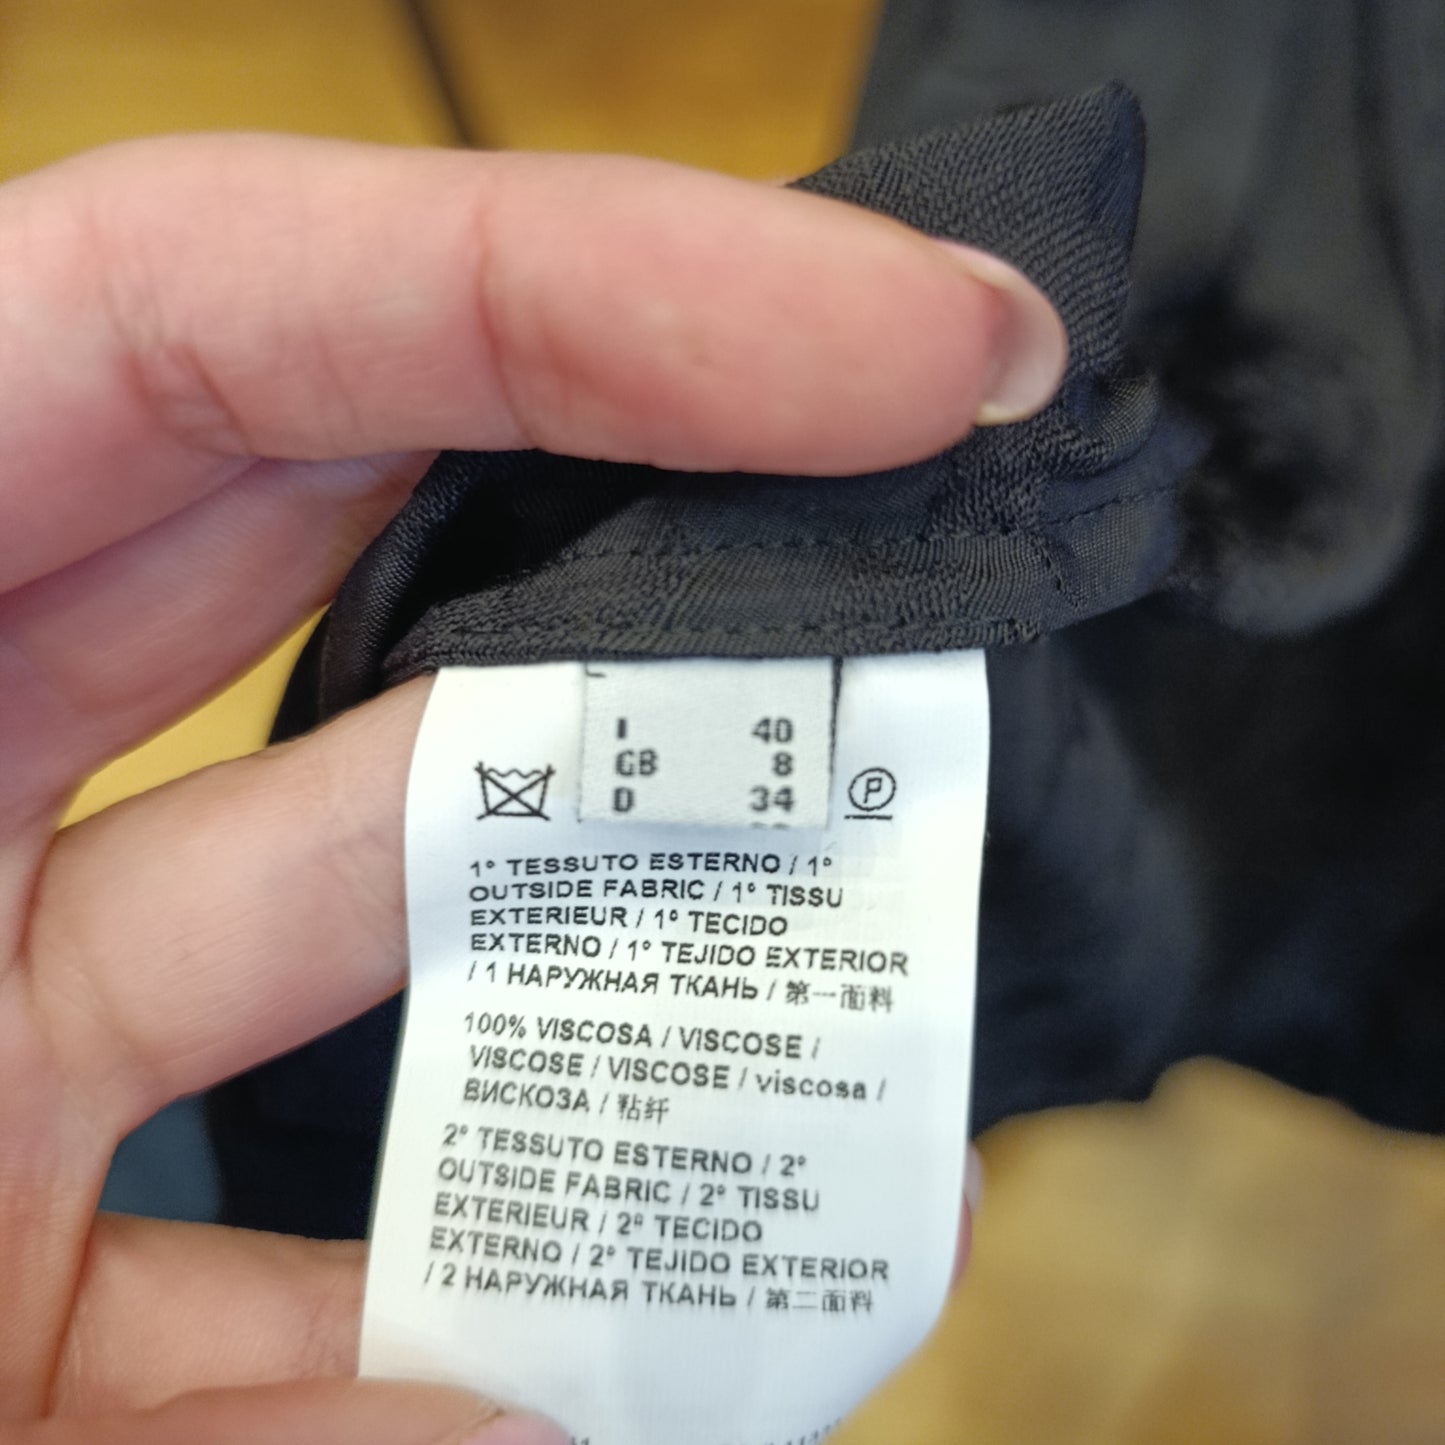 I 40
GB 8
D 34
P
1° TESSUTO ESTERNO / 1°
OUTSIDE FABRIC / 1° TISSU
EXTERIEUR / 1° TECIDO
EXTERNO / 1° TEJIDO EXTERIOR
/ 1 НАРУЖНАЯ ТКАНЬ / 第一面料
100% VISCOSA / VISCOSE /
VISCOSE / VISCOSE / viscosa /
ВИСКОЗА / 粘纤
2° TESSUTO ESTERNO / 2°
OUTSIDE FABRIC / 2° TISSU
EXTERIEUR / 2ª TECIDO
EXTERNO / 2° TEJIDO EXTERIOR
/ 2 НАРУЖНАЯ ТКАНЬ / 第二面料